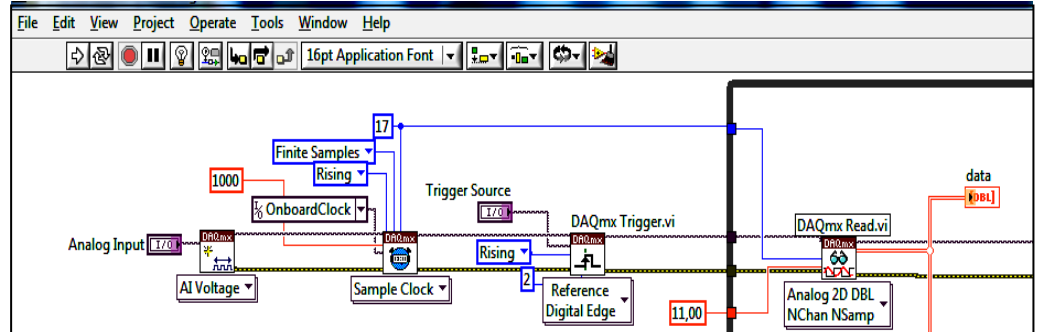 File Edit View Project Operate Tools Window Help
16pt Application Font
17
Finite Samples
Rising
1000
OnboardClock
Trigger Source
I/O
data
DBL]
DAQmx Trigger.vi
DAQmx Read.vi
Analog Input I/O
DAQmx
DAQmx
DAQmx
DAQmx
Rising
AI Voltage
Sample Clock
2
Reference
Digital Edge
11,00
Analog 2D DBL
NChan NSamp